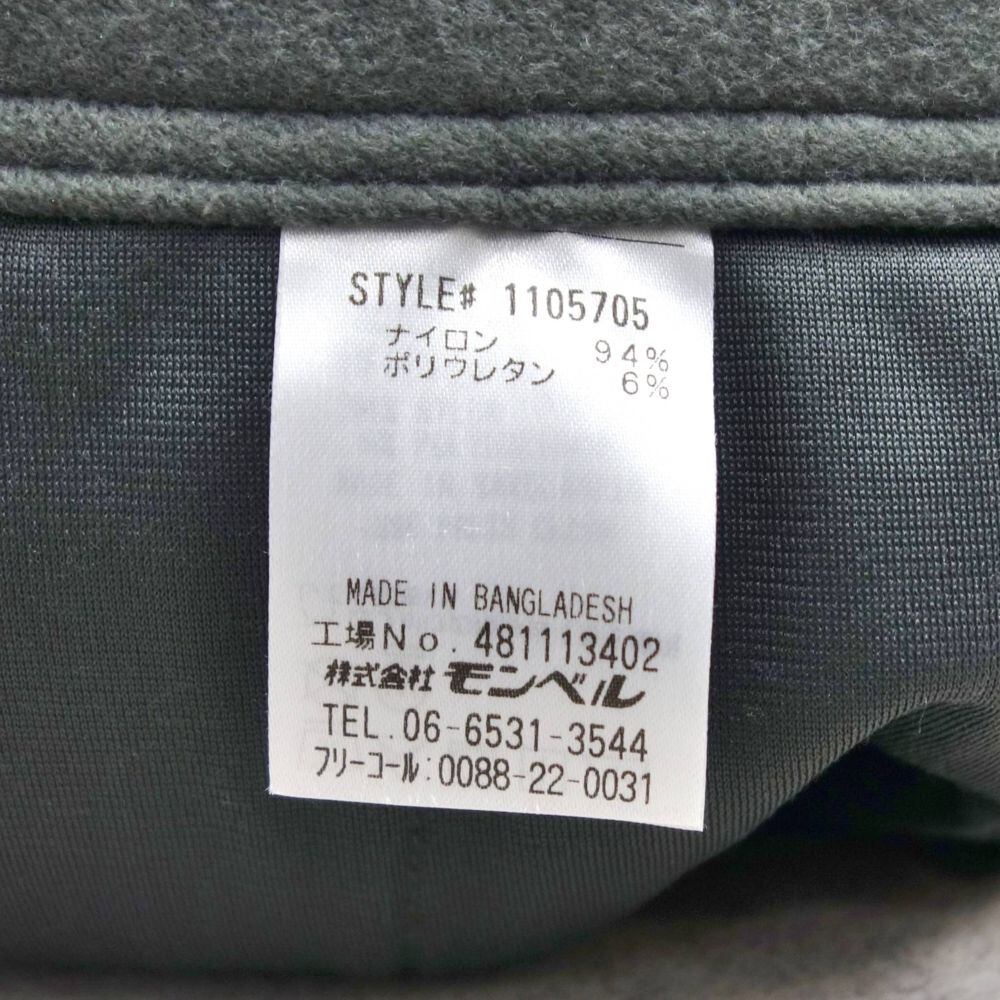 STYLE# 1105705
ナイロン 94%
ポリウレタン 6%
MADE IN BANGLADESH
工場No. 481113402
株式会社 モンベル
TEL.06-6531-3544
フリーコール:0088-22-0031